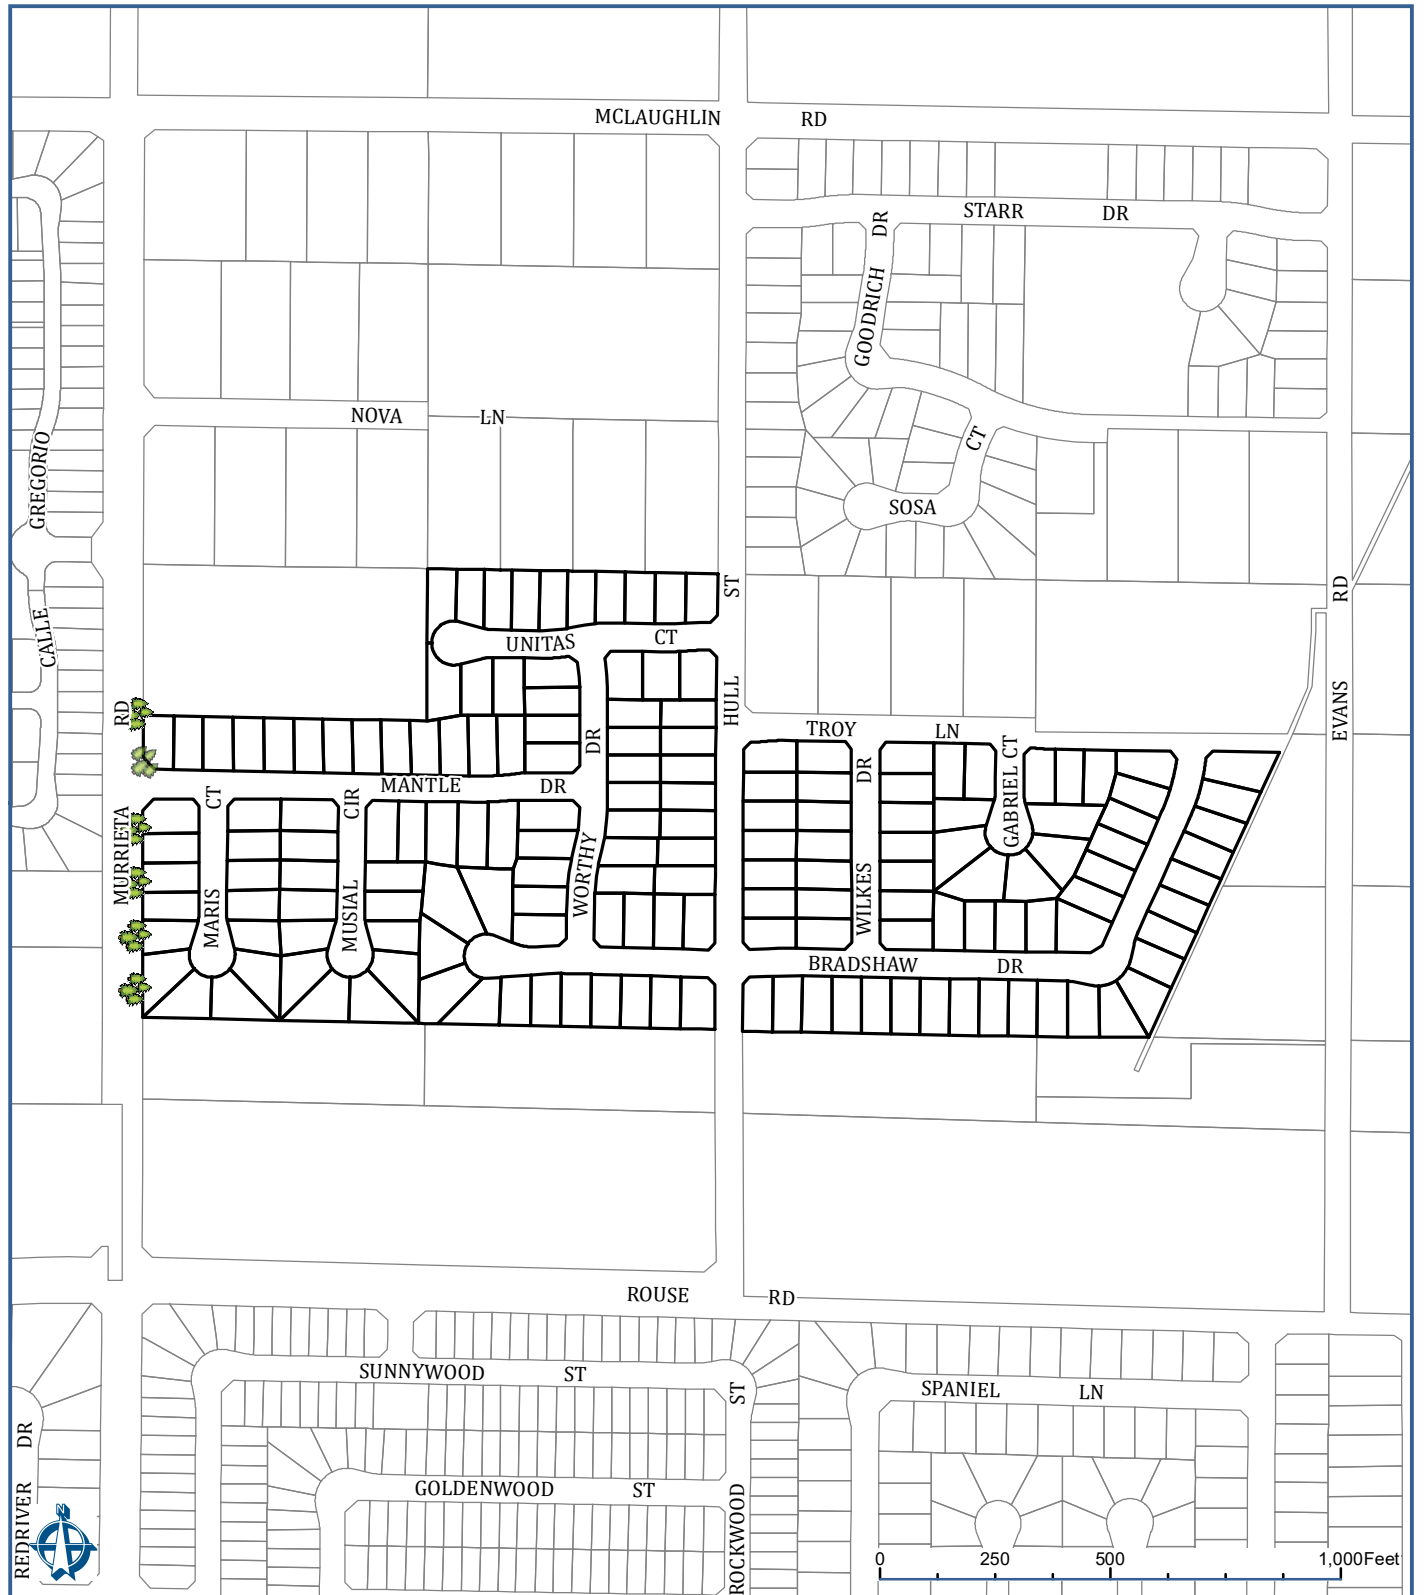 MCLAUGHLIN RD
STARR DR
GOODRICH DR
NOVA LN
GREGORIO
CALLE
SOSA CT
UNITAS CT
HULL ST
EVANS RD
MURRIETA RD
TROY LN
MANTLE DR
WORTHY DR
WILKES DR
GABRIEL CT
MARIS CT
MUSIAL CIR
BRADSHAW DR
ROUSE RD
SUNNYWOOD ST
SPANIEL LN
GOLDENWOOD ST
ROCKWOOD ST
REDRIVER DR
N
0 250 500 1,000 Feet